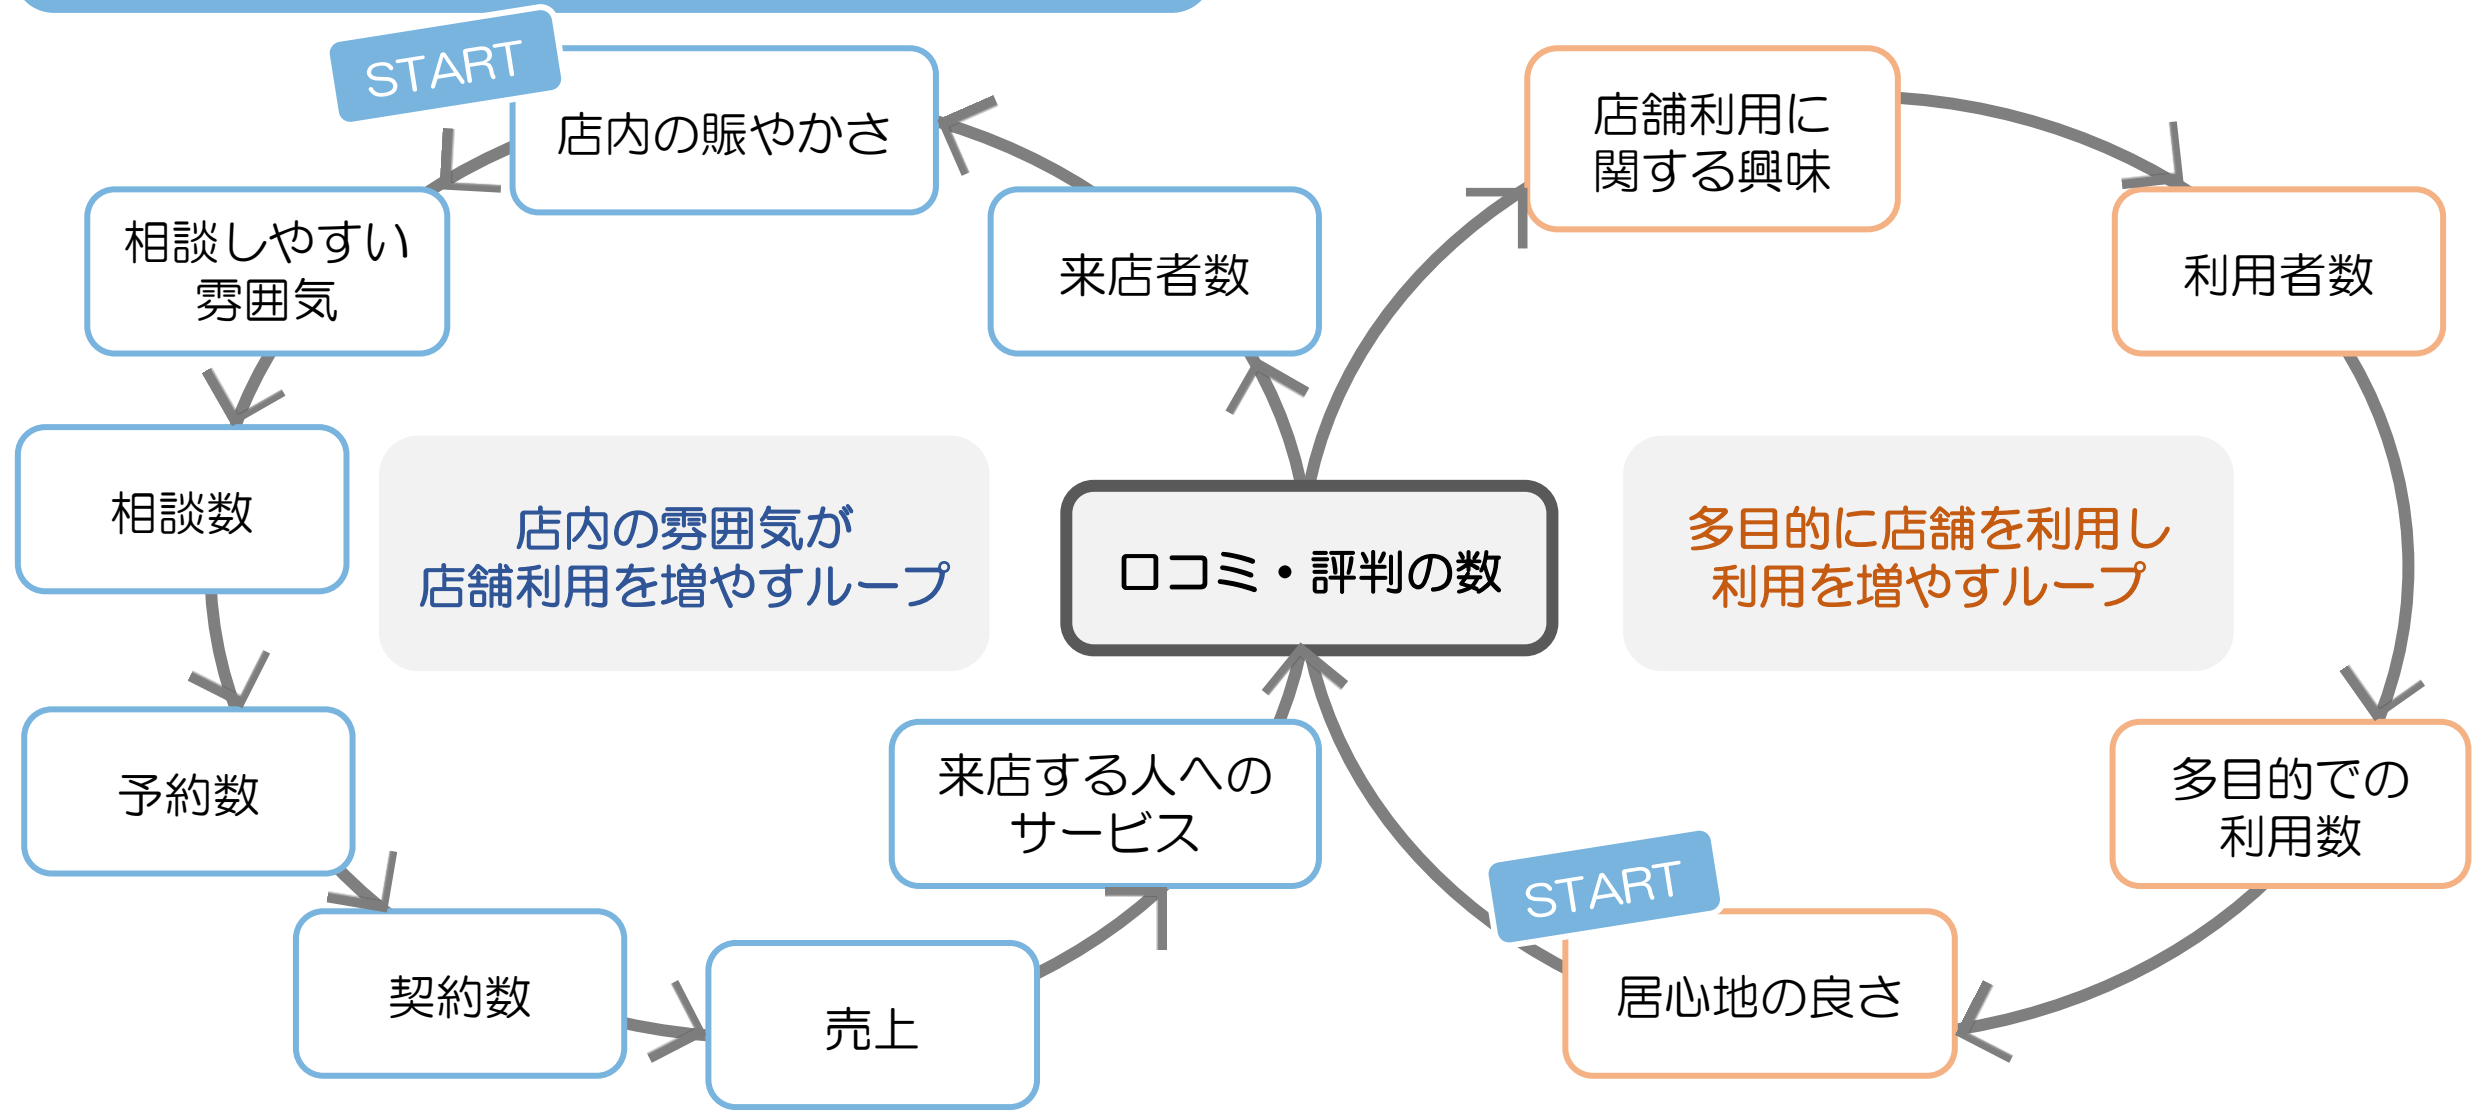 START
店内の賑やかさ
相談しやすい
雰囲気
相談数
予約数
契約数
売上
来店する人への
サービス
口コミ・評判の数
来店者数
店内の雰囲気が
店舗利用を増やすループ
店舗利用に
関する興味
利用者数
多目的での
利用数
START
居心地の良さ
多目的に店舗を利用し
利用を増やすループ